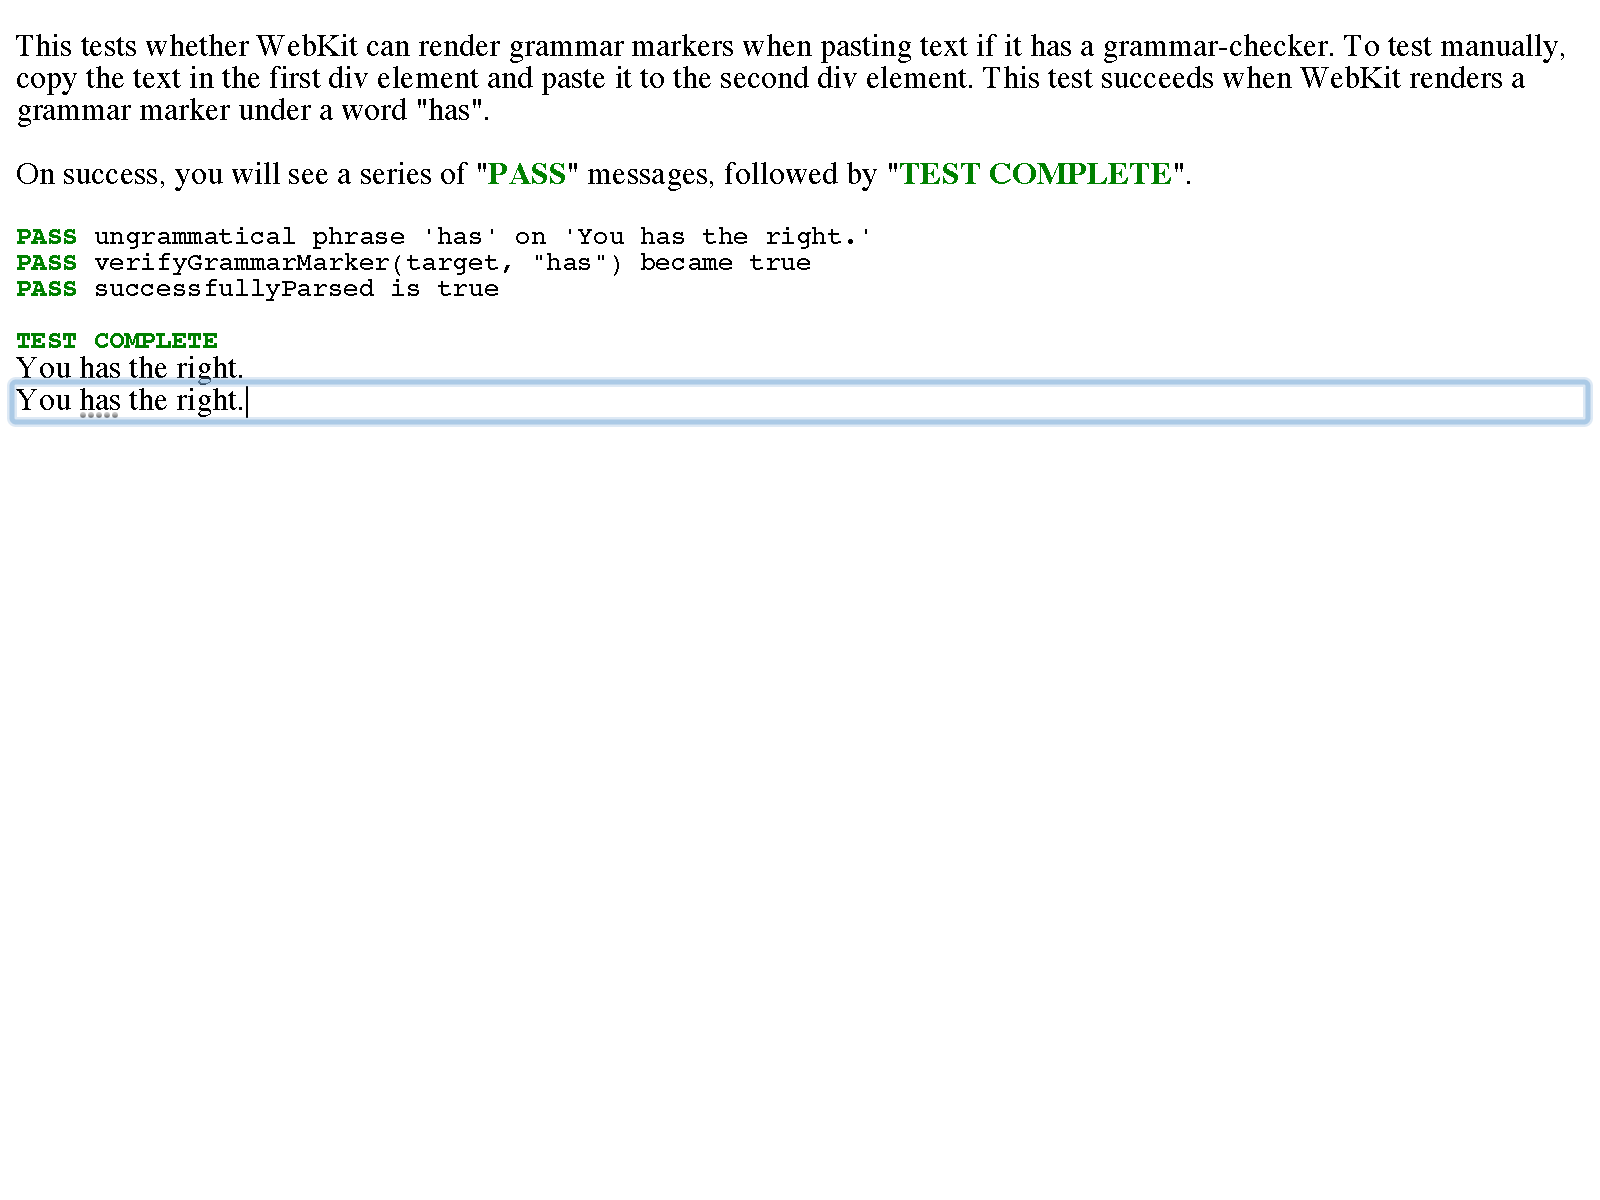 This tests whether WebKit can render grammar markers when pasting text if it has a grammar-checker. To test manually,
copy the text in the first div element and paste it to the second div element. This test succeeds when WebKit renders a
grammar marker under a word "has".
On success, you will see a series of "PASS" messages, followed by "TEST COMPLETE".
PASS ungrammatical phrase 'has' on 'You has the right.'
PASS verifyGrammarMarker(target, "has") became true
PASS successfullyParsed is true
TEST COMPLETE
You has the right.
You has the right.